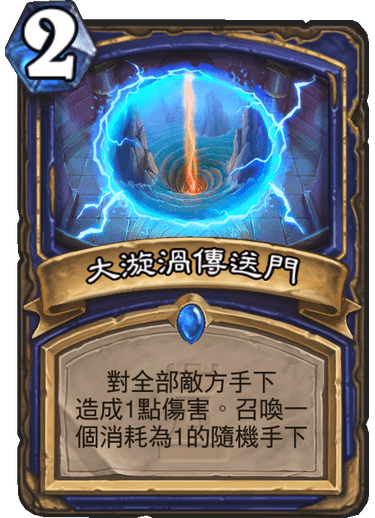 2
大漩渦傳送門
對全部敵方手下
造成1點傷害。召喚一
個消耗為1的隨機手下